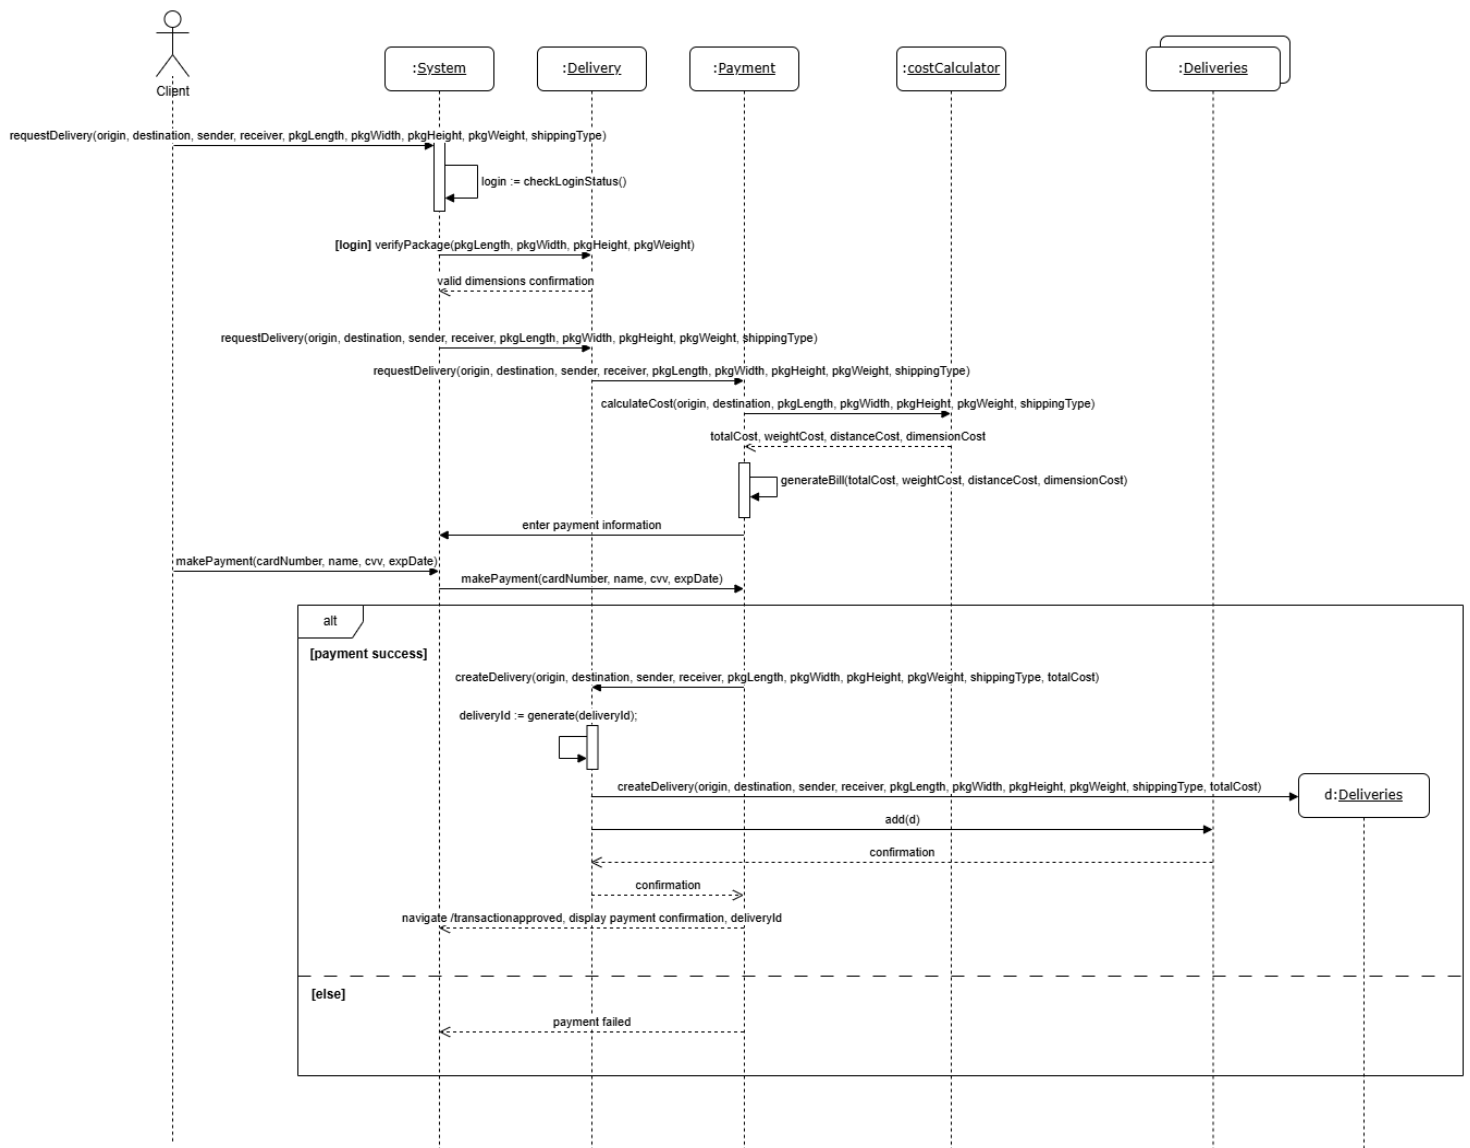 :System
:Delivery
:Payment
:costCalculator
:Deliveries
Client
requestDelivery(origin, destination, sender, receiver, pkgLength, pkgWidth, pkgHeight, pkgWeight, shippingType)
login := checkLoginStatus()
[login] verifyPackage(pkgLength, pkgWidth, pkgHeight, pkgWeight)
valid dimensions confirmation
requestDelivery(origin, destination, sender, receiver, pkgLength, pkgWidth, pkgHeight, pkgWeight, shippingType)
requestDelivery(origin, destination, sender, receiver, pkgLength, pkgWidth, pkgHeight, pkgWeight, shippingType)
calculateCost(origin, destination, pkgLength, pkgWidth, pkgHeight, pkgWeight, shippingType)
totalCost, weightCost, distanceCost, dimensionCost
generateBill(totalCost, weightCost, distanceCost, dimensionCost)
enter payment information
makePayment(cardNumber, name, cvv, expDate)
makePayment(cardNumber, name, cvv, expDate)
alt
[payment success]
createDelivery(origin, destination, sender, receiver, pkgLength, pkgWidth, pkgHeight, pkgWeight, shippingType, totalCost)
deliveryId := generate(deliveryId);
createDelivery(origin, destination, sender, receiver, pkgLength, pkgWidth, pkgHeight, pkgWeight, shippingType, totalCost)
d:Deliveries
add(d)
confirmation
confirmation
navigate /transactionapproved, display payment confirmation, deliveryId
[else]
payment failed